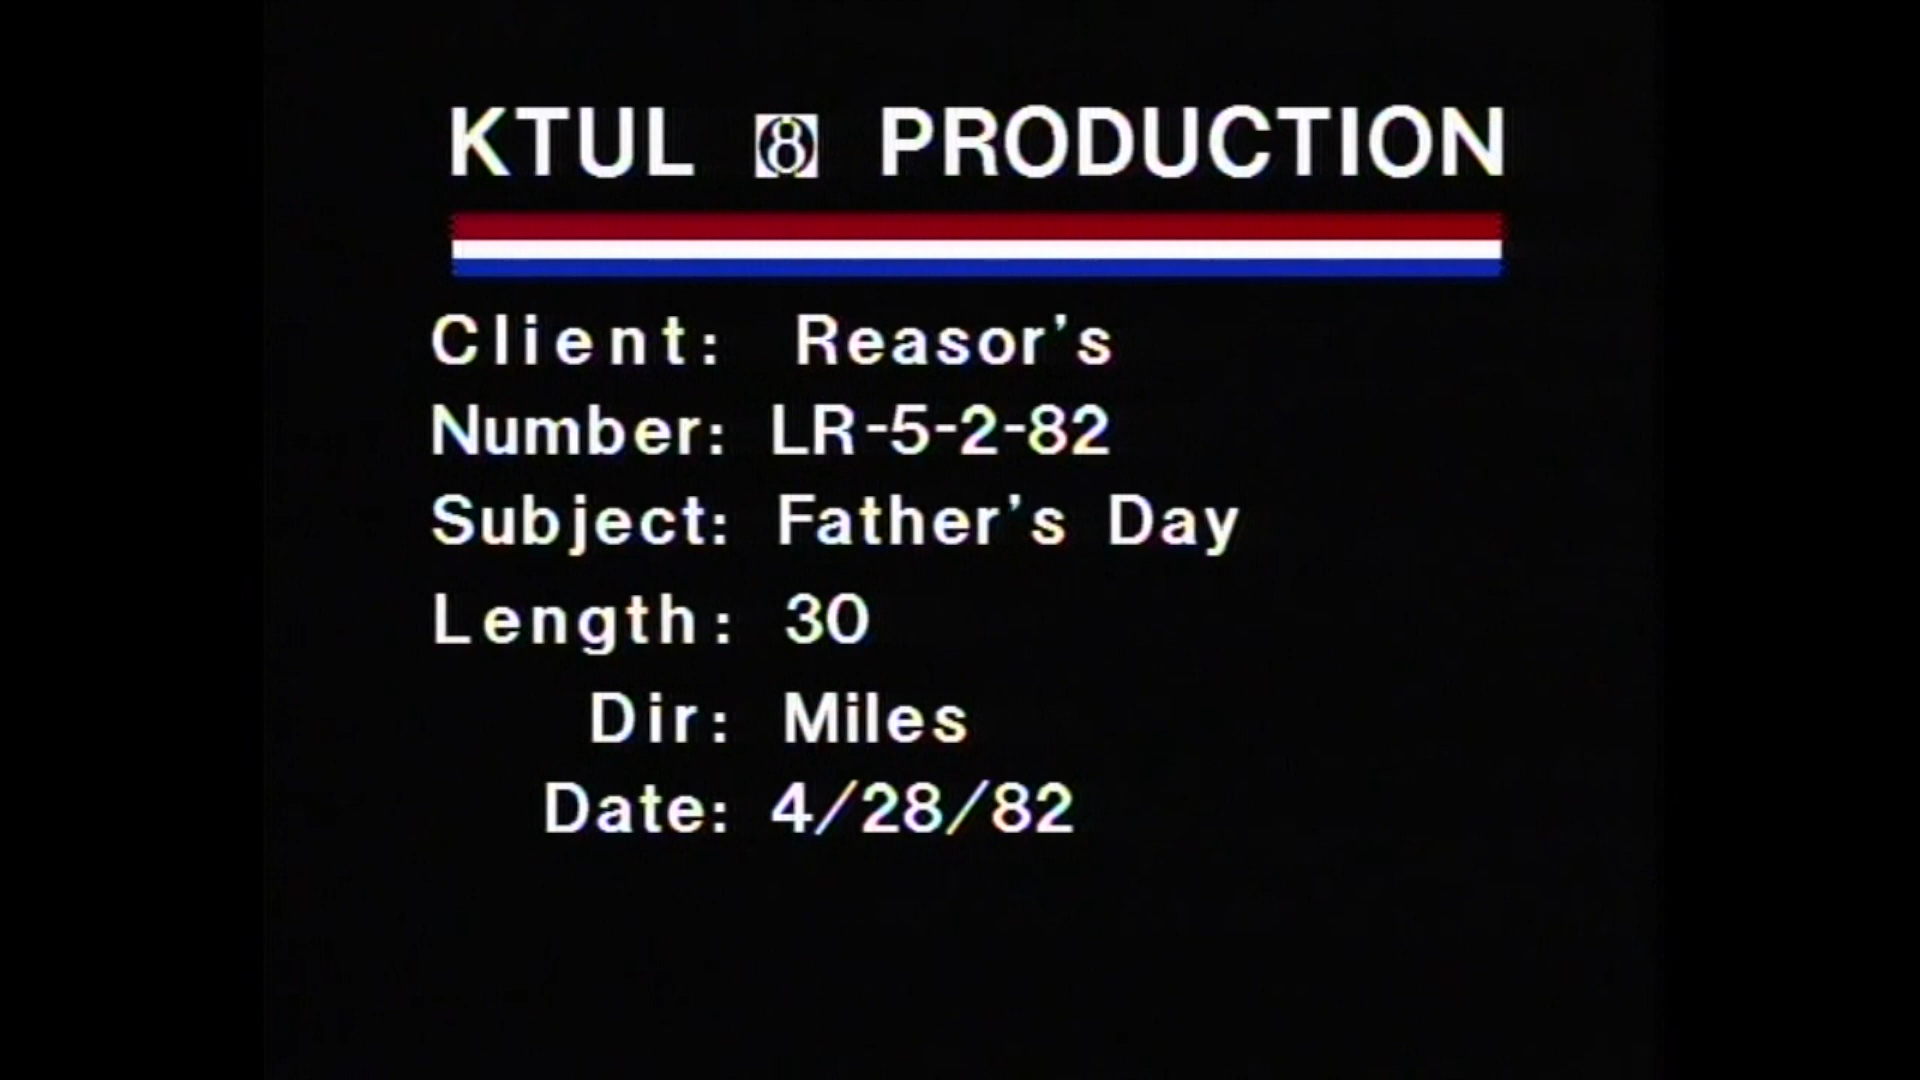 KTUL 8 PRODUCTION
Client: Reasor's
Number: LR-5-2-82
Subject: Father's Day
Length: 30
Dir: Miles
Date: 4/28/82